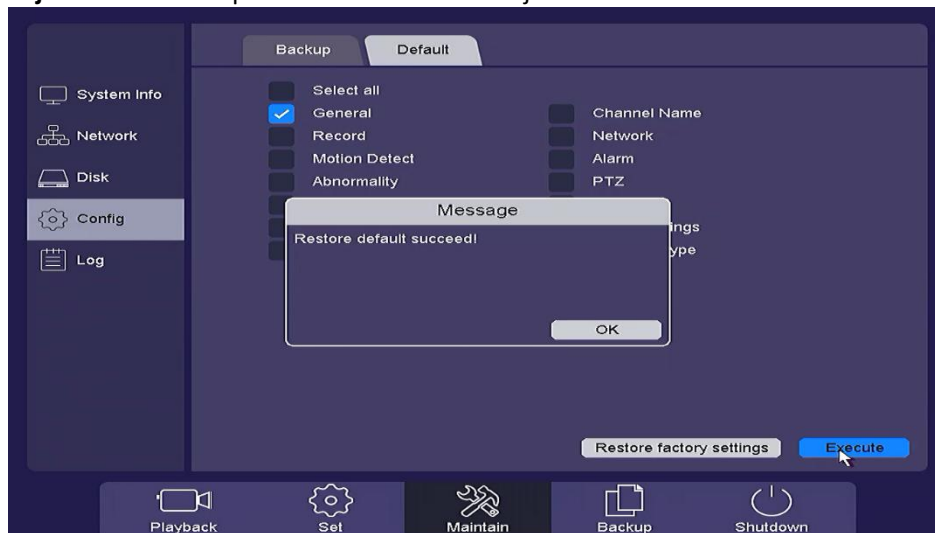 Backup Default
System Info
Network
Disk
Config
Log
Select all
General Channel Name
Record Network
Motion Detect Alarm
Abnormality PTZ
ings
ype
Message
Restore default succeed!
OK
Restore factory settings Execute
Playback Set Maintain Backup Shutdown